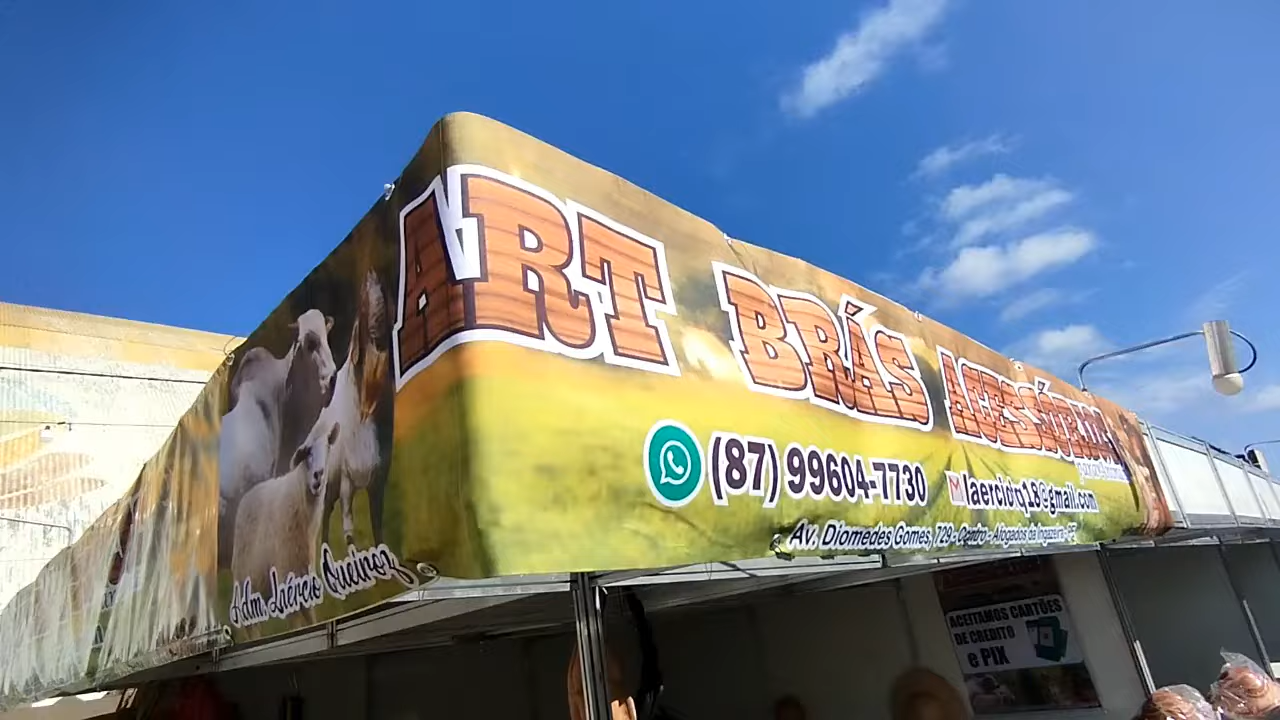 ART BRÁS ACESSÓRIOS
(87) 99604-7730
laerciotq18@gmail.com
Av. Diomedes Gomes, 729 - Centro - Afogados da Ingazeira-PE
Adm. Laércio Queiroz
ACEITAMOS CARTÕES
DE CREDITO
e PIX